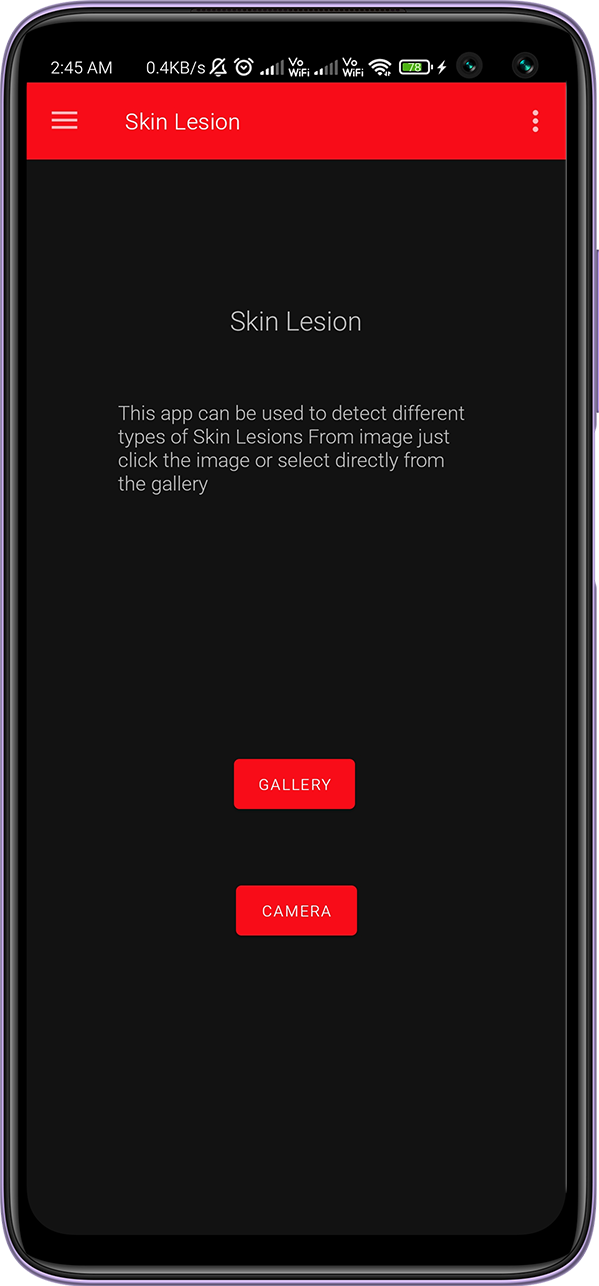 2:45 AM 0.4KB/s Vo WiFi Vo WiFi 78
Skin Lesion
Skin Lesion
This app can be used to detect different
types of Skin Lesions From image just
click the image or select directly from
the gallery
GALLERY
CAMERA